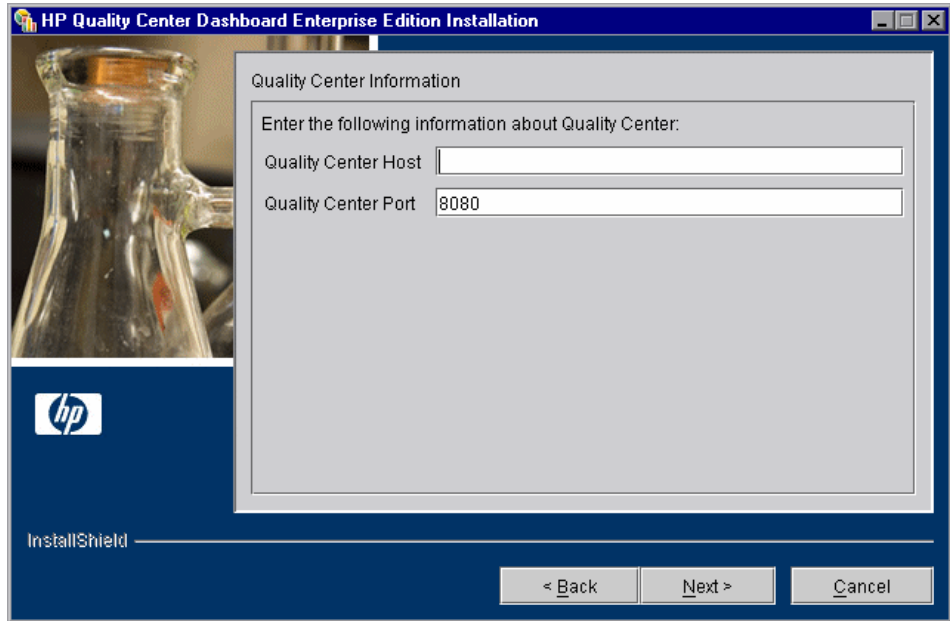 HP Quality Center Dashboard Enterprise Edition Installation
Quality Center Information
Enter the following information about Quality Center:
Quality Center Host
Quality Center Port 8080
hp
InstallShield
< Back Next > Cancel